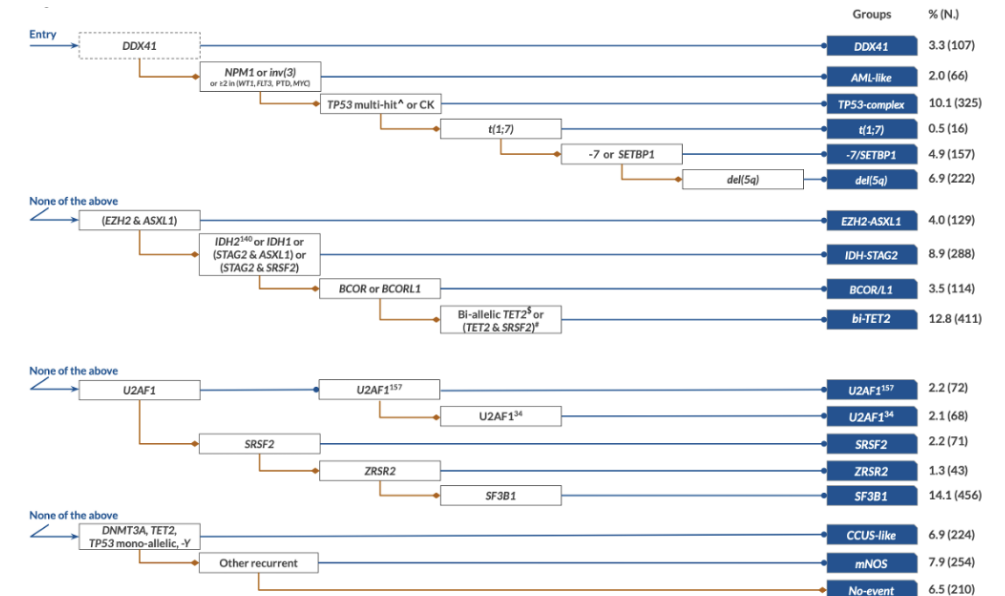 Groups % (N.)
Entry
DDX41 DDX41 3.3 (107)
NPM1 or inv(3)
or ≥2 in (WT1, FLT3, PTD, MYC) AML-like 2.0 (66)
TP53 multi-hit^ or CK TP53-complex 10.1 (325)
t(1;7) t(1;7) 0.5 (16)
-7 or SETBP1 -7/SETBP1 4.9 (157)
del(5q) del(5q) 6.9 (222)
None of the above
(EZH2 & ASXL1) EZH2-ASXL1 4.0 (129)
IDH2¹⁴⁰ or IDH1 or
(STAG2 & ASXL1) or IDH-STAG2 8.9 (288)
(STAG2 & SRSF2)
BCOR or BCORL1 BCOR/L1 3.5 (114)
Bi-allelic TET2$ or
(TET2 & SRSF2)# bi-TET2 12.8 (411)
None of the above
U2AF1 U2AF1¹⁵⁷ U2AF1¹⁵⁷ 2.2 (72)
U2AF1³⁴ U2AF1³⁴ 2.1 (68)
SRSF2 SRSF2 2.2 (71)
ZRSR2 ZRSR2 1.3 (43)
SF3B1 SF3B1 14.1 (456)
None of the above
DNMT3A, TET2,
TP53 mono-allelic, -Y CCUS-like 6.9 (224)
Other recurrent mNOS 7.9 (254)
No-event 6.5 (210)